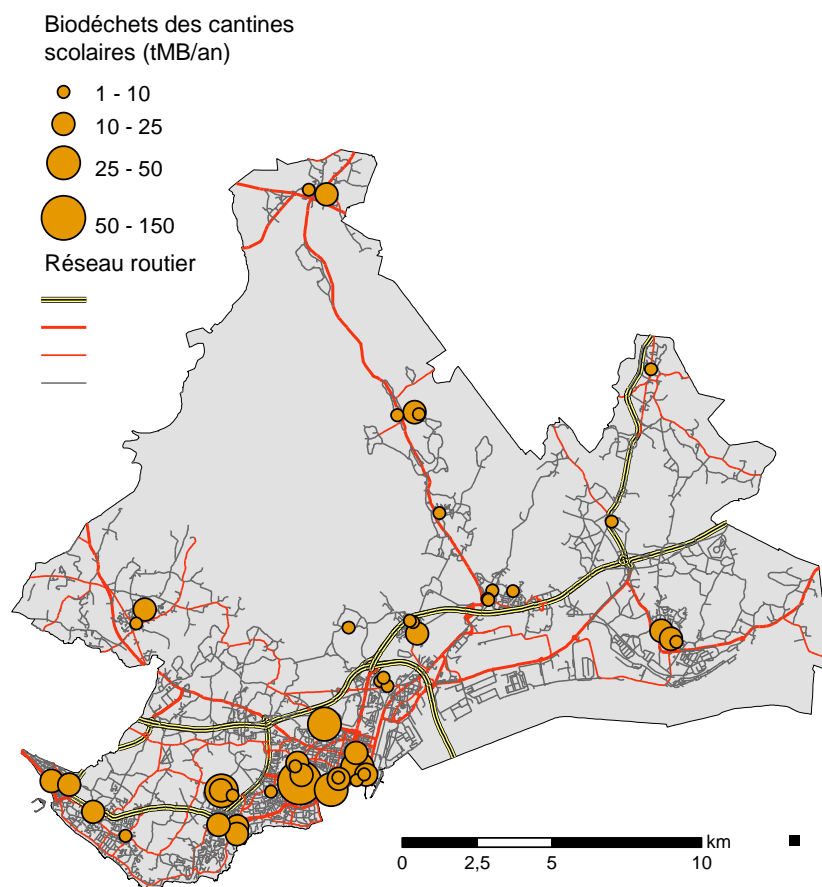 Biodéchets des cantines
scolaires (tMB/an)
1 - 10
10 - 25
25 - 50
50 - 150
Réseau routier
km
0 2,5 5 10